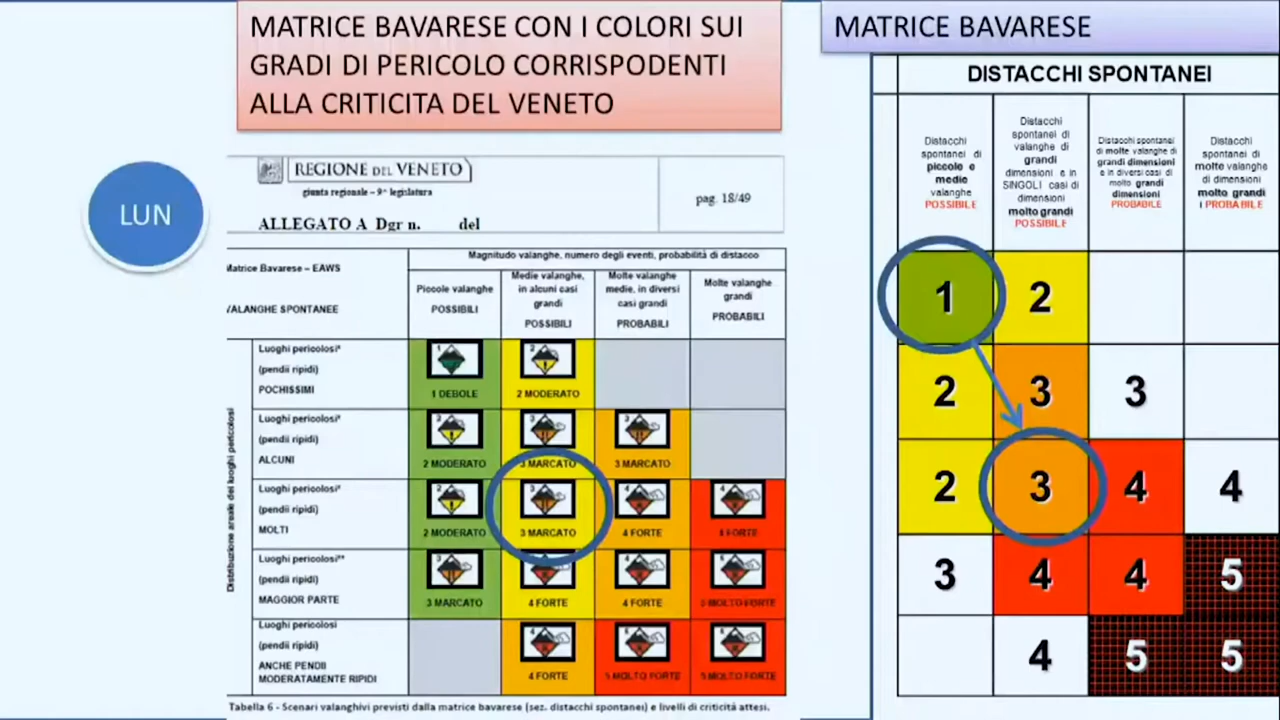 MATRICE BAVARESE CON I COLORI SUI
GRADI DI PERICOLO CORRISPODENTI
ALLA CRITICITA DEL VENETO
MATRICE BAVARESE
LUN
REGIONE DEL VENETO
giunta regionale – 9^ legislatura
pag. 18/49
ALLEGATO A Dgr n. del
Matrice Bavarese – EAWS
VALANGHE SPONTANEE
Magnitudo valanghe, numero degli eventi, probabilità di distacco
Piccole valanghe
POSSIBILI
Medie valanghe,
in alcuni casi
grandi
POSSIBILI
Molte valanghe
medie, in diversi
casi grandi
PROBABILI
Molte valanghe
grandi
PROBABILI
Distribuzione areale dei luoghi pericolosi
Luoghi pericolosi*
(pendii ripidi)
POCHISSIMI
1 DEBOLE
2 MODERATO
Luoghi pericolosi*
(pendii ripidi)
ALCUNI
2 MODERATO
3 MARCATO
3 MARCATO
Luoghi pericolosi*
(pendii ripidi)
MOLTI
2 MODERATO
3 MARCATO
4 FORTE
4 FORTE
Luoghi pericolosi**
(pendii ripidi)
MAGGIOR PARTE
3 MARCATO
4 FORTE
4 FORTE
5 MOLTO FORTE
Luoghi pericolosi
(pendii ripidi)
ANCHE PENDII
MODERATAMENTE RIPIDI
4 FORTE
5 MOLTO FORTE
5 MOLTO FORTE
Tabella 6 - Scenari valanghivi previsti dalla matrice bavarese (sez. distacchi spontanei) e livelli di criticità attesi.
DISTACCHI SPONTANEI
Distacchi
spontanei di
piccole e
medie
valanghe
POSSIBILE
Distacchi
spontanei di
valanghe di
grandi
dimensioni e in
SINGOLI casi di
dimensioni
molto grandi
POSSIBILE
Distacchi spontanei
di molte valanghe di
grandi dimensioni
e in diversi casi di
molto grandi
dimensioni
PROBABILE
Distacchi
spontanei di
molte valanghe
di dimensioni
molto grandi
i PROBABILE
1 2
2 3 3
2 3 4 4
3 4 4 5
4 5 5